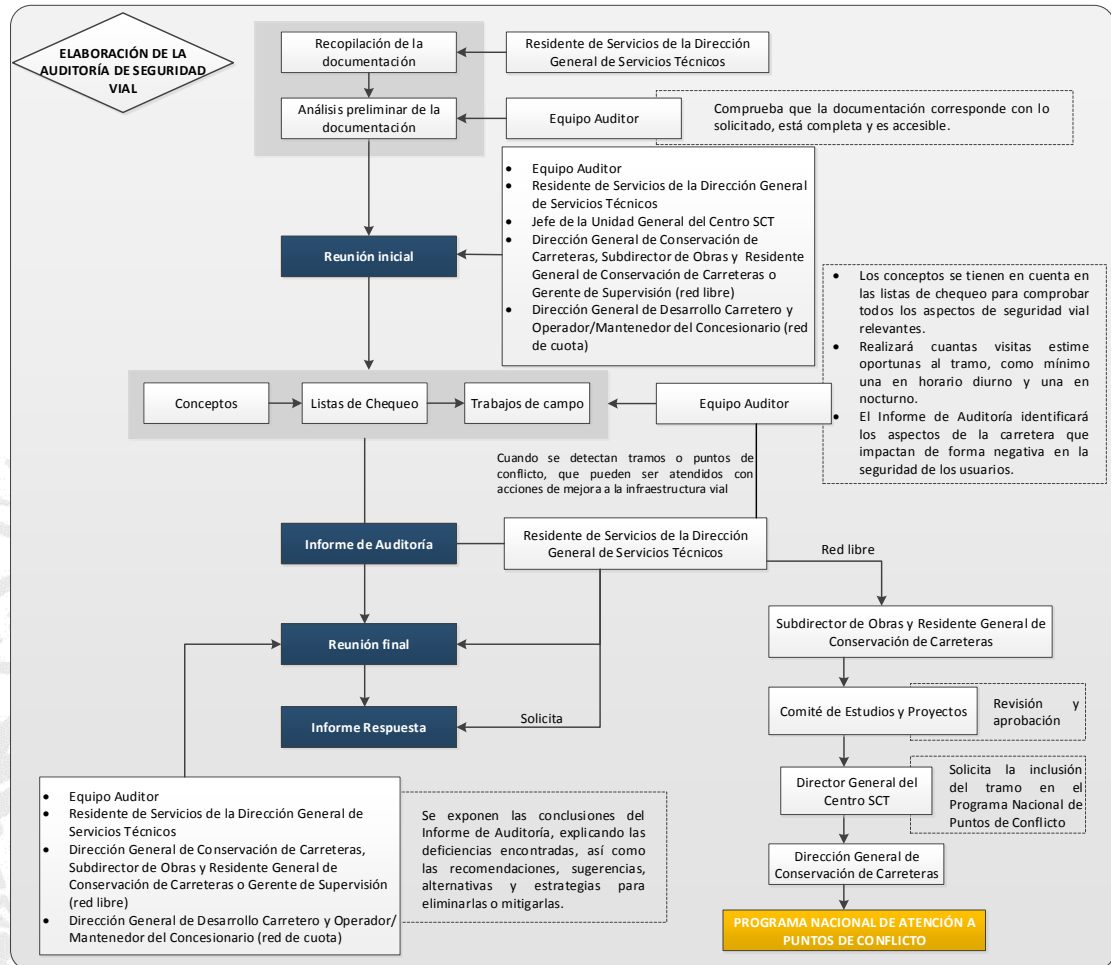 ELABORACIÓN DE LA
AUDITORÍA DE SEGURIDAD
VIAL
Recopilación de la
documentación
Residente de Servicios de la Dirección
General de Servicios Técnicos
Análisis preliminar de la
documentación
Equipo Auditor
Comprueba que la documentación corresponde con lo
solicitado, está completa y es accesible.
• Equipo Auditor
• Residente de Servicios de la Dirección General
de Servicios Técnicos
• Jefe de la Unidad General del Centro SCT
• Dirección General de Conservación de
Carreteras, Subdirector de Obras y Residente
General de Conservación de Carreteras o
Gerente de Supervisión (red libre)
• Dirección General de Desarrollo Carretero y
Operador/Mantenedor del Concesionario (red
de cuota)
Reunión inicial
• Los conceptos se tienen en cuenta en
las listas de chequeo para comprobar
todos los aspectos de seguridad vial
relevantes.
• Realizará cuantas visitas estime
oportunas al tramo, como mínimo
una en horario diurno y una en
nocturno.
• El Informe de Auditoría identificará
los aspectos de la carretera que
impactan de forma negativa en la
seguridad de los usuarios.
Conceptos
Listas de Chequeo
Trabajos de campo
Equipo Auditor
Cuando se detectan tramos o puntos de
conflicto, que pueden ser atendidos con
acciones de mejora a la infraestructura vial
Informe de Auditoría
Residente de Servicios de la Dirección
General de Servicios Técnicos
Red libre
Subdirector de Obras y Residente General de
Conservación de Carreteras
Reunión final
Comité de Estudios y Proyectos
Revisión y
aprobación
Informe Respuesta
Solicita
Director General del
Centro SCT
Solicita la inclusión
del tramo en el
Programa Nacional de
Puntos de Conflicto
• Equipo Auditor
• Residente de Servicios de la Dirección General de
Servicios Técnicos
• Dirección General de Conservación de Carreteras,
Subdirector de Obras y Residente General de
Conservación de Carreteras o Gerente de Supervisión
(red libre)
• Dirección General de Desarrollo Carretero y Operador/
Mantenedor del Concesionario (red de cuota)
Se exponen las conclusiones del
Informe de Auditoría, explicando las
deficiencias encontradas, así como
las recomendaciones, sugerencias,
alternativas y estrategias para
eliminarlas o mitigarlas.
Dirección General de
Conservación de Carreteras
PROGRAMA NACIONAL DE ATENCIÓN A
PUNTOS DE CONFLICTO